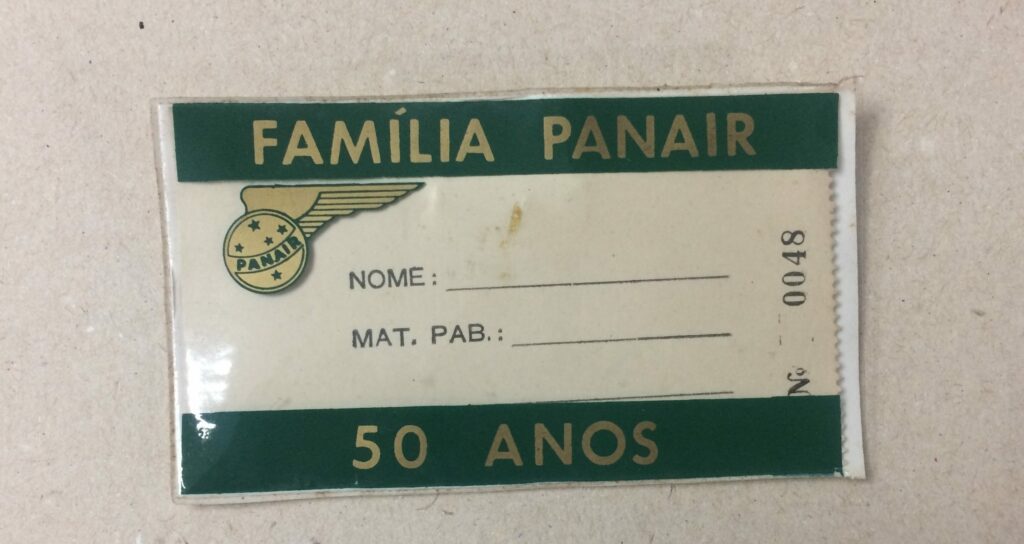 FAMÍLIA PANAIR
PANAIR
NOME:
MAT. PAB.:
Nº 0048
50 ANOS